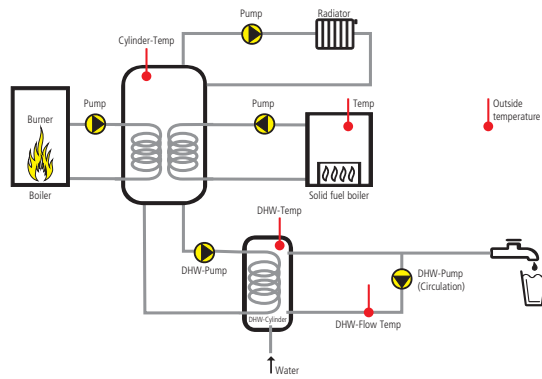 Pump
Radiator
Cylinder-Temp
Burner
Pump
Pump
Temp
Outside
temperature
Boiler
Solid fuel boiler
DHW-Temp
DHW-Pump
DHW-Pump
(Circulation)
DHW-Cylinder
DHW-Flow Temp
Water